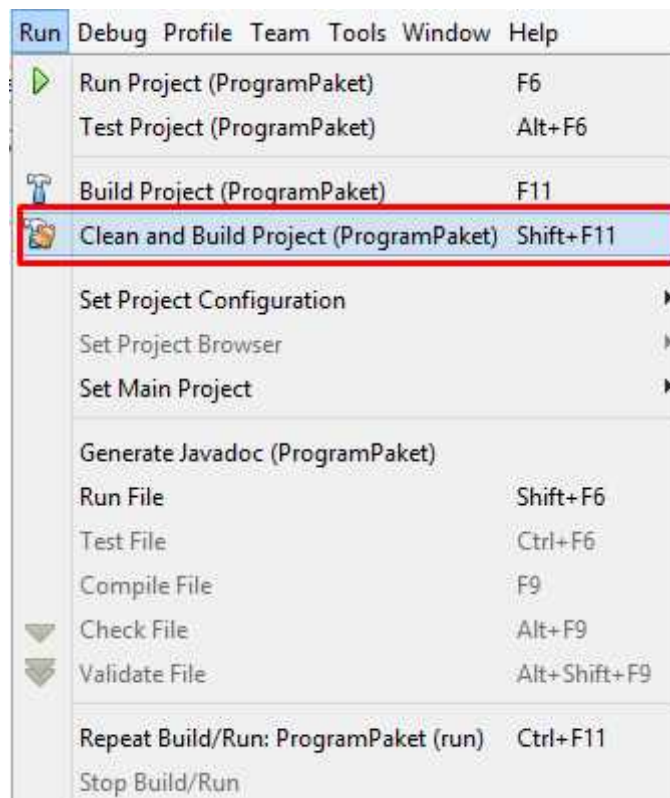 Run Debug Profile Team Tools Window Help
Run Project (ProgramPaket) F6
Test Project (ProgramPaket) Alt+F6
Build Project (ProgramPaket) F11
Clean and Build Project (ProgramPaket) Shift+F11
Set Project Configuration
Set Project Browser
Set Main Project
Generate Javadoc (ProgramPaket)
Run File Shift+F6
Test File Ctrl+F6
Compile File F9
Check File Alt+F9
Validate File Alt+Shift+F9
Repeat Build/Run: ProgramPaket (run) Ctrl+F11
Stop Build/Run